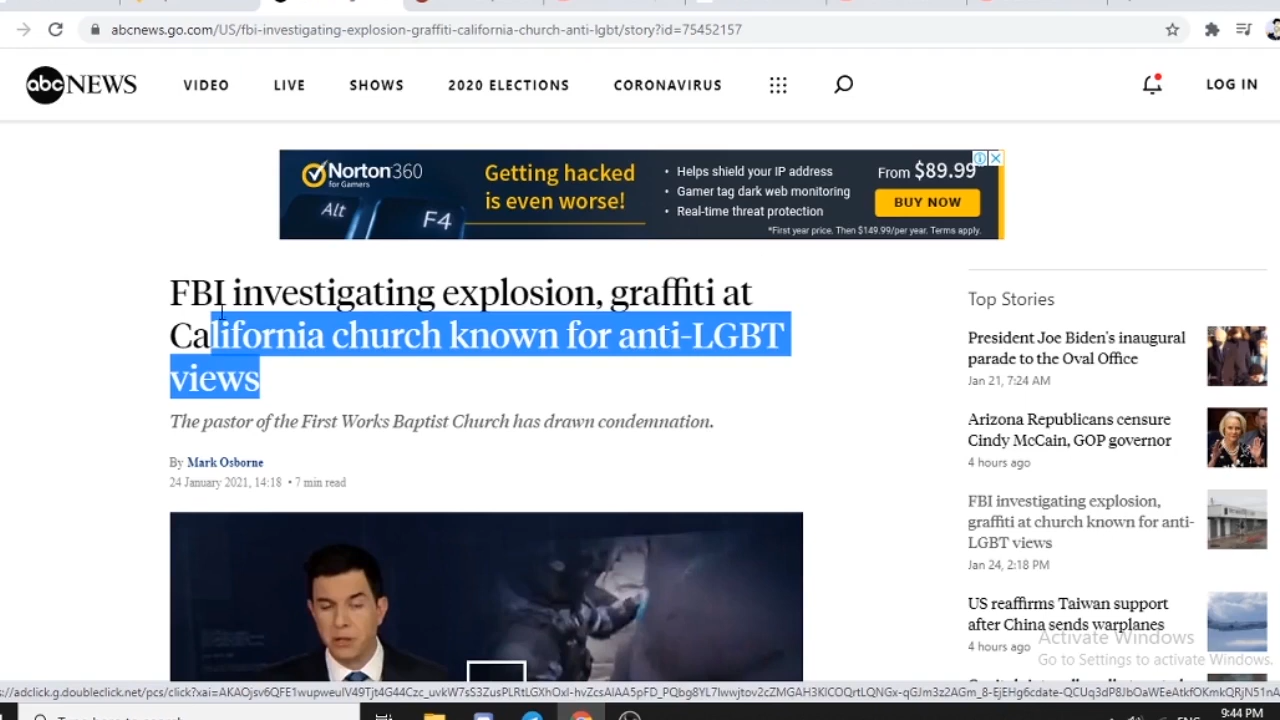 abcnews.go.com/US/fbi-investigating-explosion-graffiti-california-church-anti-lgbt/story?id=75452157
abc NEWS VIDEO LIVE SHOWS 2020 ELECTIONS CORONAVIRUS LOG IN
Norton360
for Gamers
Alt
F4
Getting hacked
is even worse!
• Helps shield your IP address
• Gamer tag dark web monitoring
• Real-time threat protection
From $89.99
BUY NOW
*First year price. Then $149.99/per year. Terms apply.
FBI investigating explosion, graffiti at
California church known for anti-LGBT
views
The pastor of the First Works Baptist Church has drawn condemnation.
By Mark Osborne
24 January 2021, 14:18 • 7 min read
Top Stories
President Joe Biden's inaugural
parade to the Oval Office
Jan 21, 7:24 AM
Arizona Republicans censure
Cindy McCain, GOP governor
4 hours ago
FBI investigating explosion,
graffiti at church known for anti-
LGBT views
Jan 24, 2:18 PM
US reaffirms Taiwan support
after China sends warplanes
4 hours ago
Activate Windows
Go to Settings to activate Windows.
9:44 PM